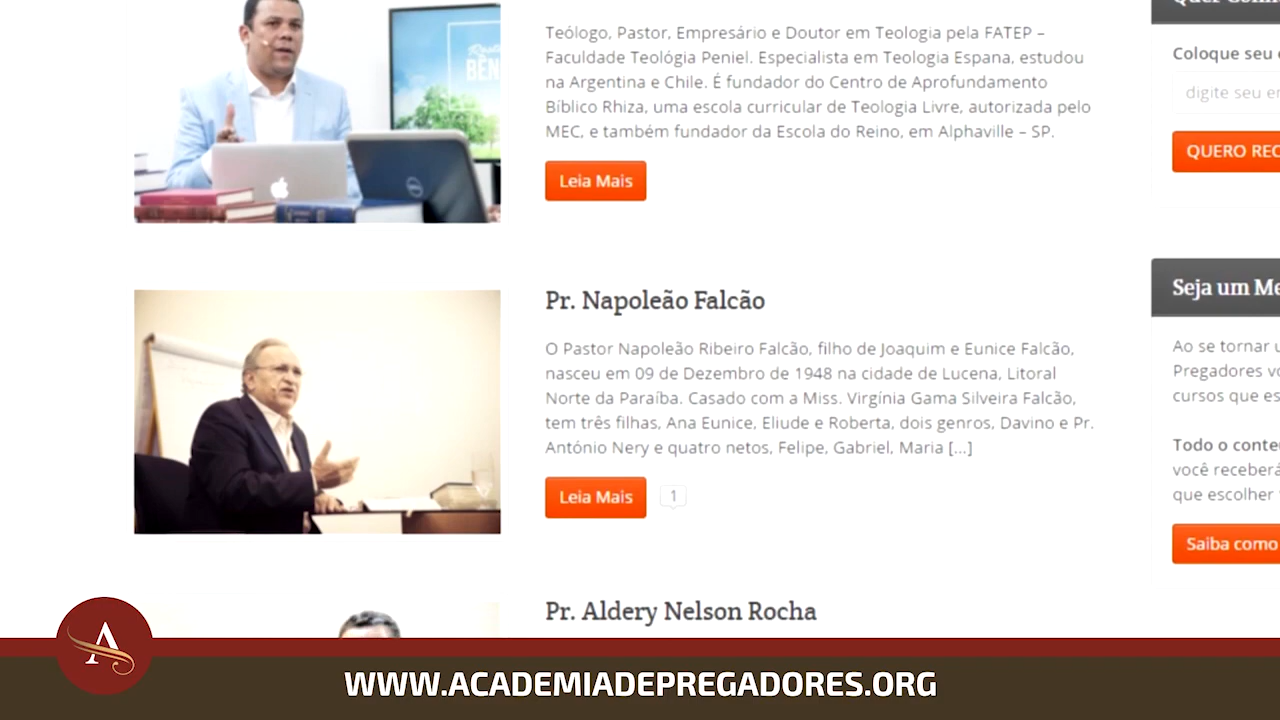 Teólogo, Pastor, Empresário e Doutor em Teologia pela FATEP –
Faculdade Teológia Peniel. Especialista em Teologia Espana, estudou
na Argentina e Chile. É fundador do Centro de Aprofundamento
Bíblico Rhiza, uma escola curricular de Teologia Livre, autorizada pelo
MEC, e também fundador da Escola do Reino, em Alphaville – SP.
Leia Mais
Pr. Napoleão Falcão
O Pastor Napoleão Ribeiro Falcão, filho de Joaquim e Eunice Falcão,
nasceu em 09 de Dezembro de 1948 na cidade de Lucena, Litoral
Norte da Paraíba. Casado com a Miss. Virgínia Gama Silveira Falcão,
tem três filhas, Ana Eunice, Eliude e Roberta, dois genros, Davino e Pr.
António Nery e quatro netos, Felipe, Gabriel, Maria [...]
Leia Mais 1
Pr. Aldery Nelson Rocha
Coloque seu
digite seu
QUERO
Seja um
Ao se tornar
Pregadores
cursos que
Todo o
você receberá
que escolher
Saiba como
A
WWW.ACADEMIADEPREGADORES.ORG